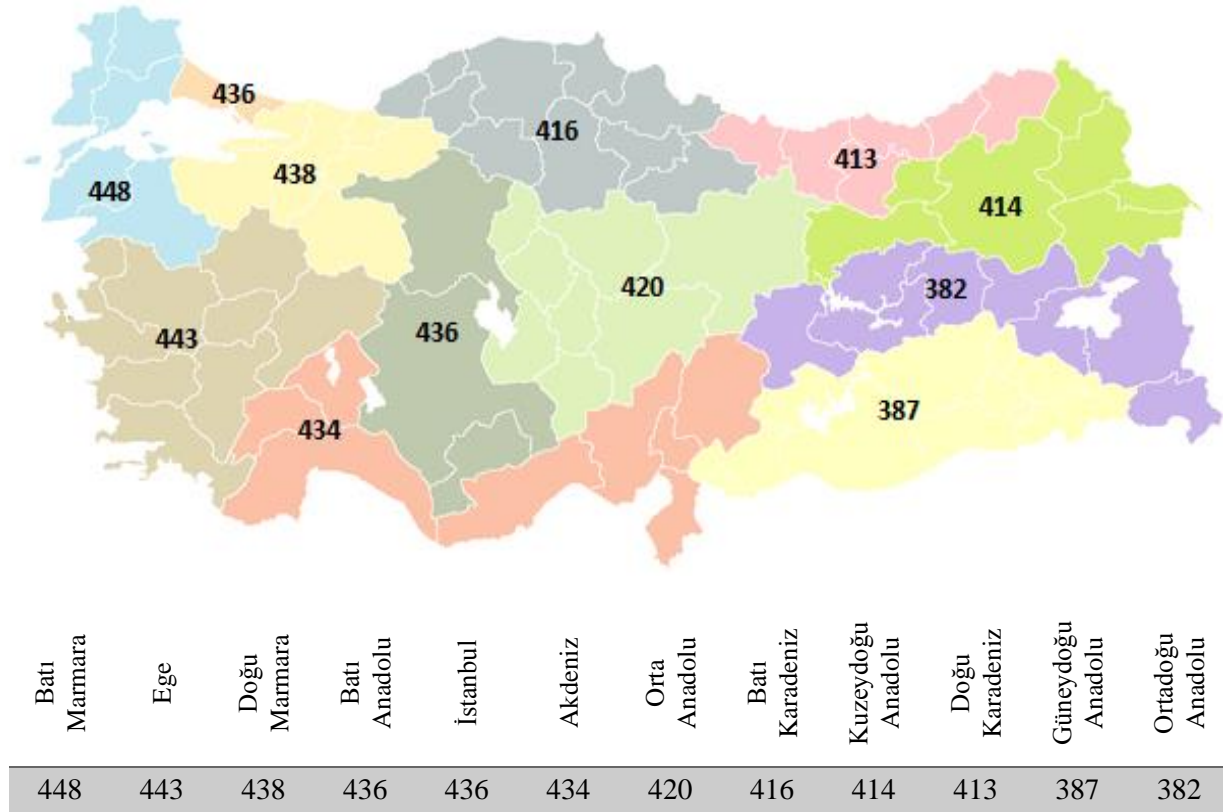 436
416
413
448
438
414
420
382
443
436
387
434
Batı
Marmara
Ege
Doğu
Marmara
Batı
Anadolu
İstanbul
Akdeniz
Orta
Anadolu
Batı
Karadeniz
Kuzeydoğu
Anadolu
Doğu
Karadeniz
Güneydoğu
Anadolu
Ortadoğu
Anadolu
448 443 438 436 436 434 420 416 414 413 387 382